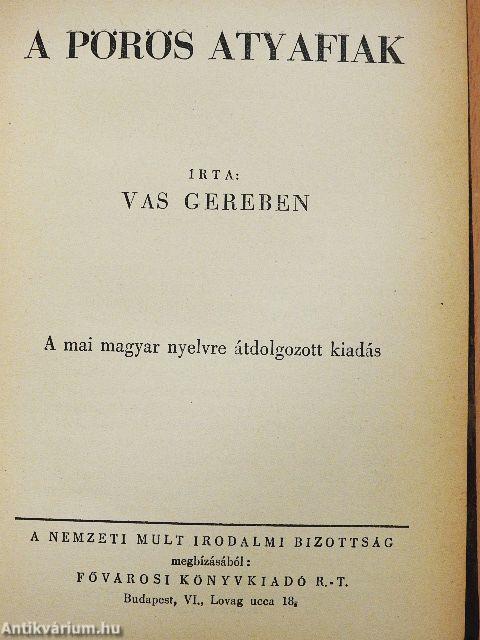 A PÖRÖS ATYAFIAK
ÍRTA:
VAS GEREBEN
A mai magyar nyelvre átdolgozott kiadás
A NEMZETI MULT IRODALMI BIZOTTSÁG
megbízásából:
FŐVÁROSI KÖNYVKIADÓ R.-T.
Budapest, VI., Lovag ucca 18.
Antikvárium.hu